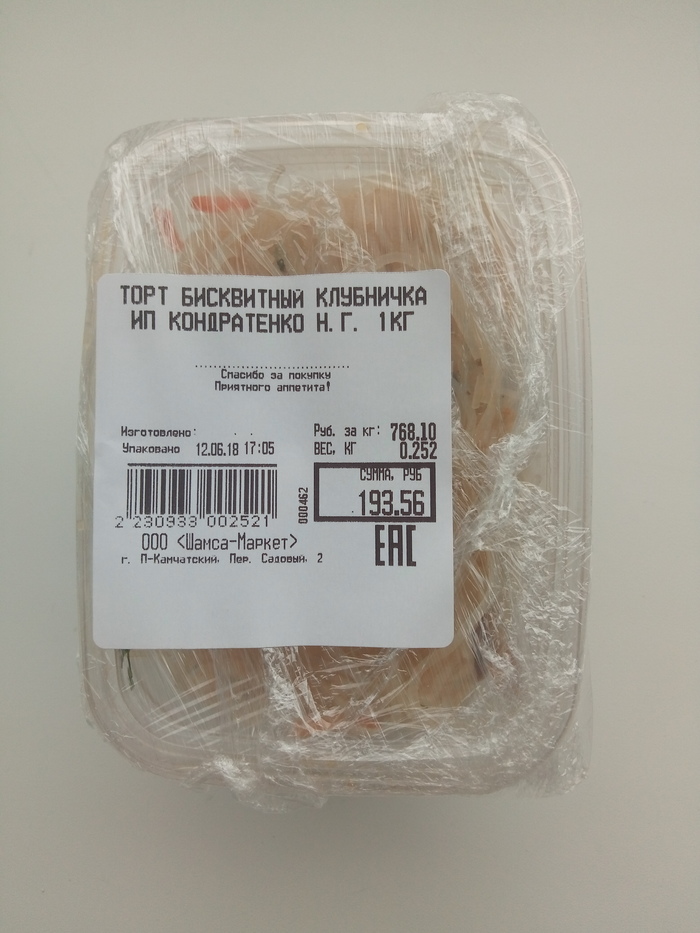 ТОРТ БИСКВИТНЫЙ КЛУБНИЧКА
ИП КОНДРАТЕНКО Н.Г. 1КГ
Спасибо за покупку
Приятного аппетита!
Изготовлено: . .
Упаковано 12.06.18 17:05
Руб. за кг: 768.10
ВЕС, КГ 0.252
СУММА, РУБ
193.56
000462
2 230933 002521
ООО <Шамса-Маркет>
г. П-Камчатский, Пер. Садовый, 2
ЕАС